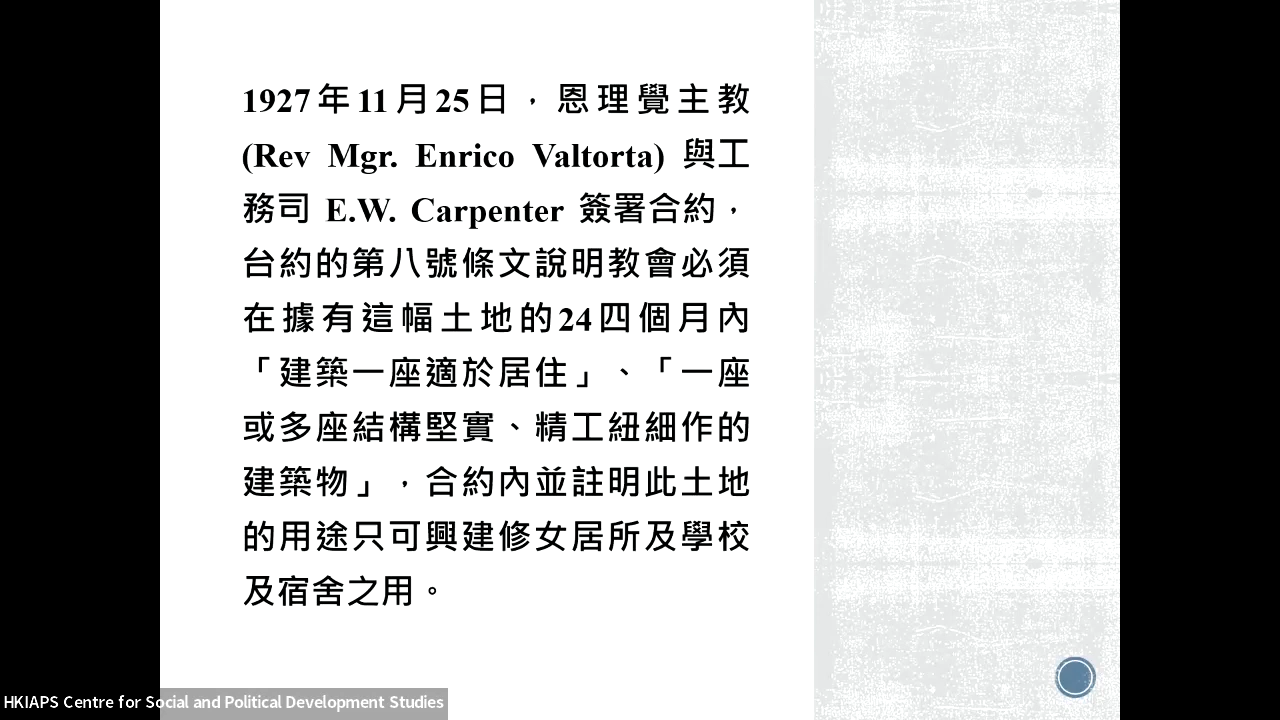 1927年11月25日，恩理覺主教
(Rev Mgr. Enrico Valtorta) 與工
務司 E.W. Carpenter 簽署合約，
台約的第八號條文說明教會必須
在據有這幅土地的24四個月內
「建築一座適於居住」、「一座
或多座結構堅實、精工紐細作的
建築物」，合約內並註明此土地
的用途只可興建修女居所及學校
及宿舍之用。
HKIAPS Centre for Social and Political Development Studies